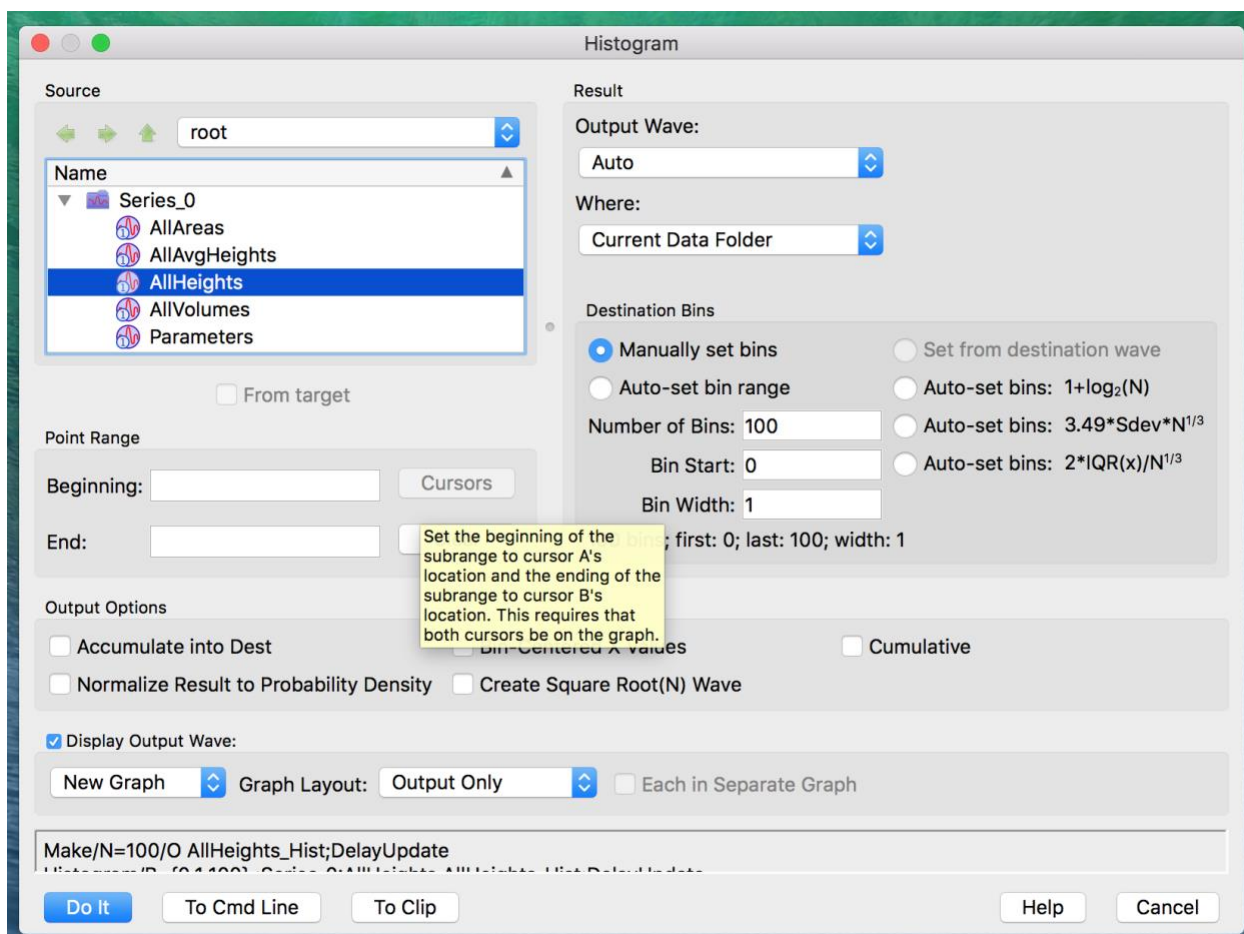 Histogram
Source
root
Name
Series_0
AllAreas
AllAvgHeights
AllHeights
AllVolumes
Parameters
From target
Point Range
Beginning:
Cursors
End:
Set the beginning of the
subrange to cursor A's
location and the ending of the
subrange to cursor B's
location. This requires that
both cursors be on the graph.
Result
Output Wave:
Auto
Where:
Current Data Folder
Destination Bins
Manually set bins
Set from destination wave
Auto-set bin range
Auto-set bins: 1+log₂(N)
Number of Bins: 100
Auto-set bins: 3.49*Sdev*N¹/³
Bin Start: 0
Auto-set bins: 2*IQR(x)/N¹/³
Bin Width: 1
bins; first: 0; last: 100; width: 1
Output Options
Accumulate into Dest
Bin-Centered X Values
Cumulative
Normalize Result to Probability Density
Create Square Root(N) Wave
Display Output Wave:
New Graph
Graph Layout: Output Only
Each in Separate Graph
Make/N=100/O AllHeights_Hist;DelayUpdate
Do It
To Cmd Line
To Clip
Help
Cancel